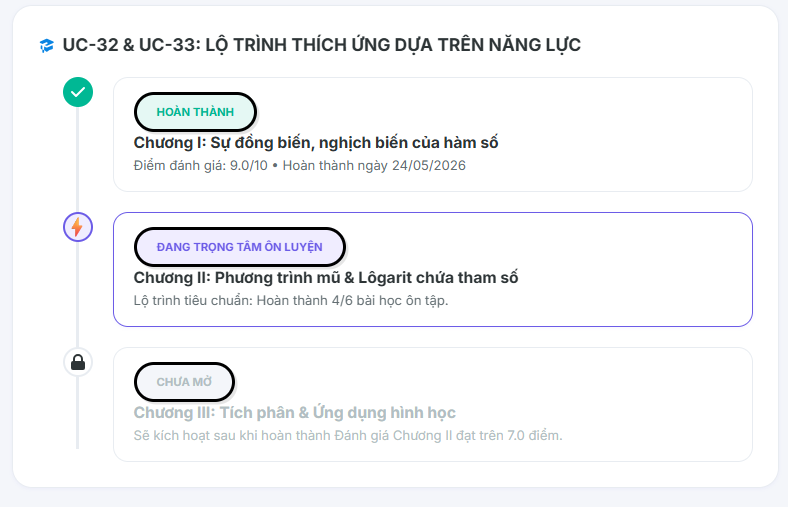 UC-32 & UC-33: LỘ TRÌNH THÍCH ỨNG DỰA TRÊN NĂNG LỰC
HOÀN THÀNH
Chương I: Sự đồng biến, nghịch biến của hàm số
Điểm đánh giá: 9.0/10 • Hoàn thành ngày 24/05/2026
ĐANG TRỌNG TÂM ÔN LUYỆN
Chương II: Phương trình mũ & Lôgarit chứa tham số
Lộ trình tiêu chuẩn: Hoàn thành 4/6 bài học ôn tập.
CHƯA MỞ
Chương III: Tích phân & Ứng dụng hình học
Sẽ kích hoạt sau khi hoàn thành Đánh giá Chương II đạt trên 7.0 điểm.